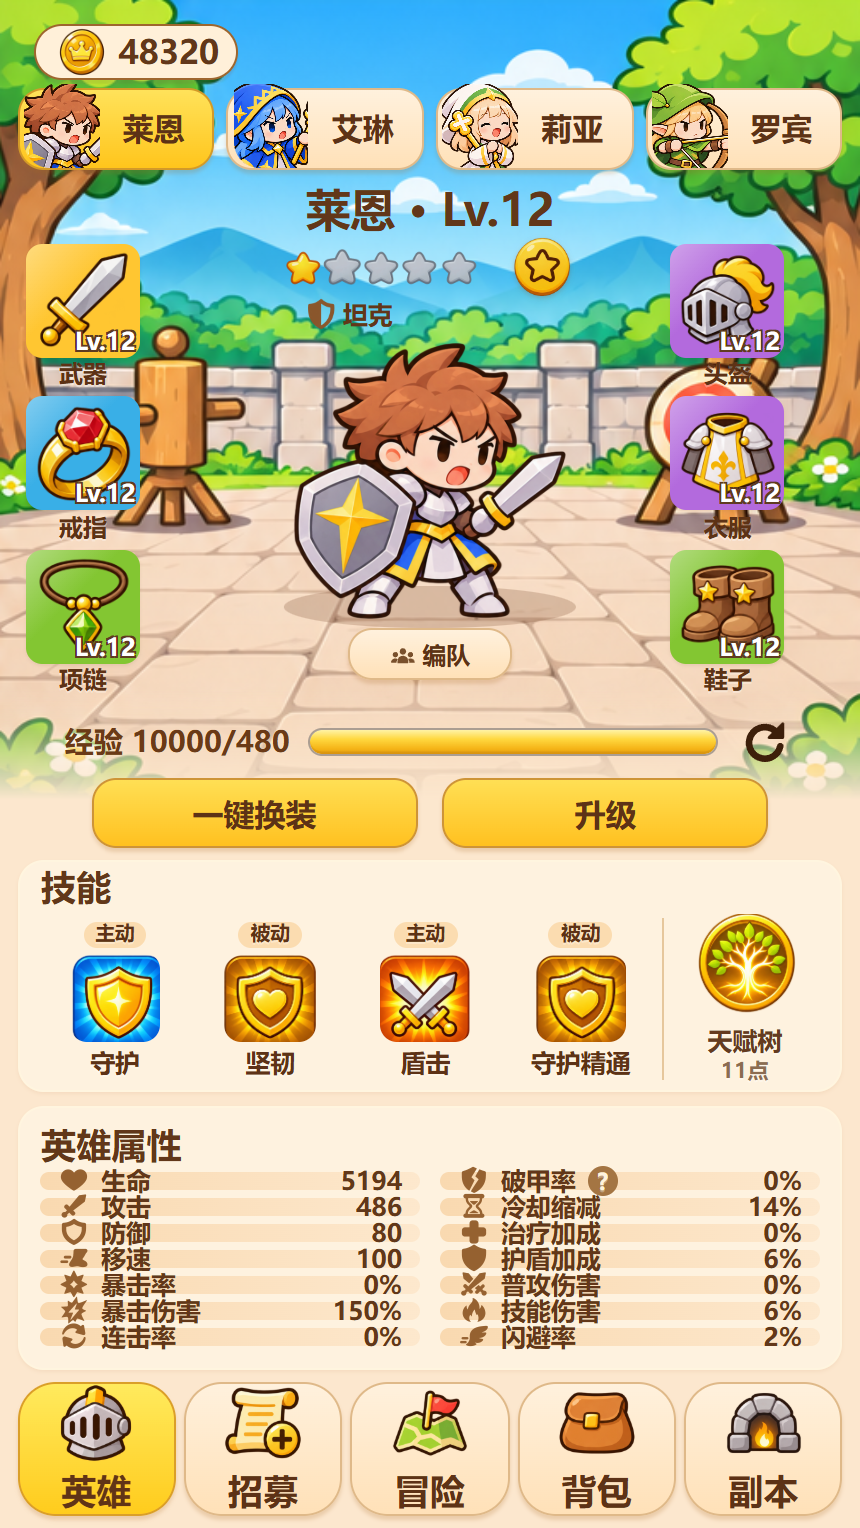 48320
莱恩
艾琳
莉亚
罗宾
莱恩·Lv.12
坦克
Lv.12
武器
Lv.12
头盔
Lv.12
戒指
Lv.12
衣服
Lv.12
项链
Lv.12
鞋子
编队
经验 10000/480
一键换装
升级
技能
主动
被动
主动
被动
守护
坚韧
盾击
守护精通
天赋树
11点
英雄属性
生命 5194
攻击 486
防御 80
移速 100
暴击率 0%
暴击伤害 150%
连击率 0%
破甲率 ? 0%
冷却缩减 14%
治疗加成 0%
护盾加成 6%
普攻伤害 0%
技能伤害 6%
闪避率 2%
英雄
招募
冒险
背包
副本